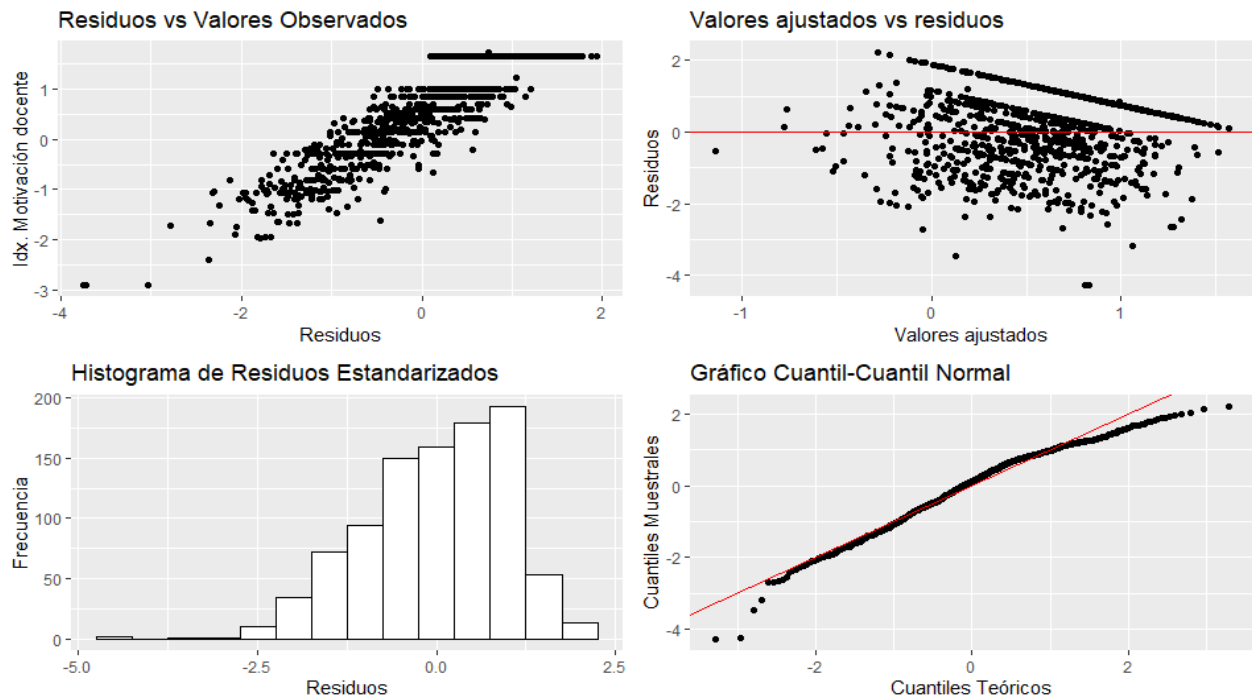 Residuos vs Valores Observados
Idx. Motivación docente
1
0
-1
-2
-3
-4
-2
0
2
Residuos
Valores ajustados vs residuos
Residuos
2
0
-2
-4
-1
0
1
Valores ajustados
Histograma de Residuos Estandarizados
Frecuencia
200
150
100
50
0
-5.0
-2.5
0.0
2.5
Residuos
Gráfico Cuantil-Cuantil Normal
Cuantiles Muestrales
2
0
-2
-4
-2
0
2
Cuantiles Teóricos